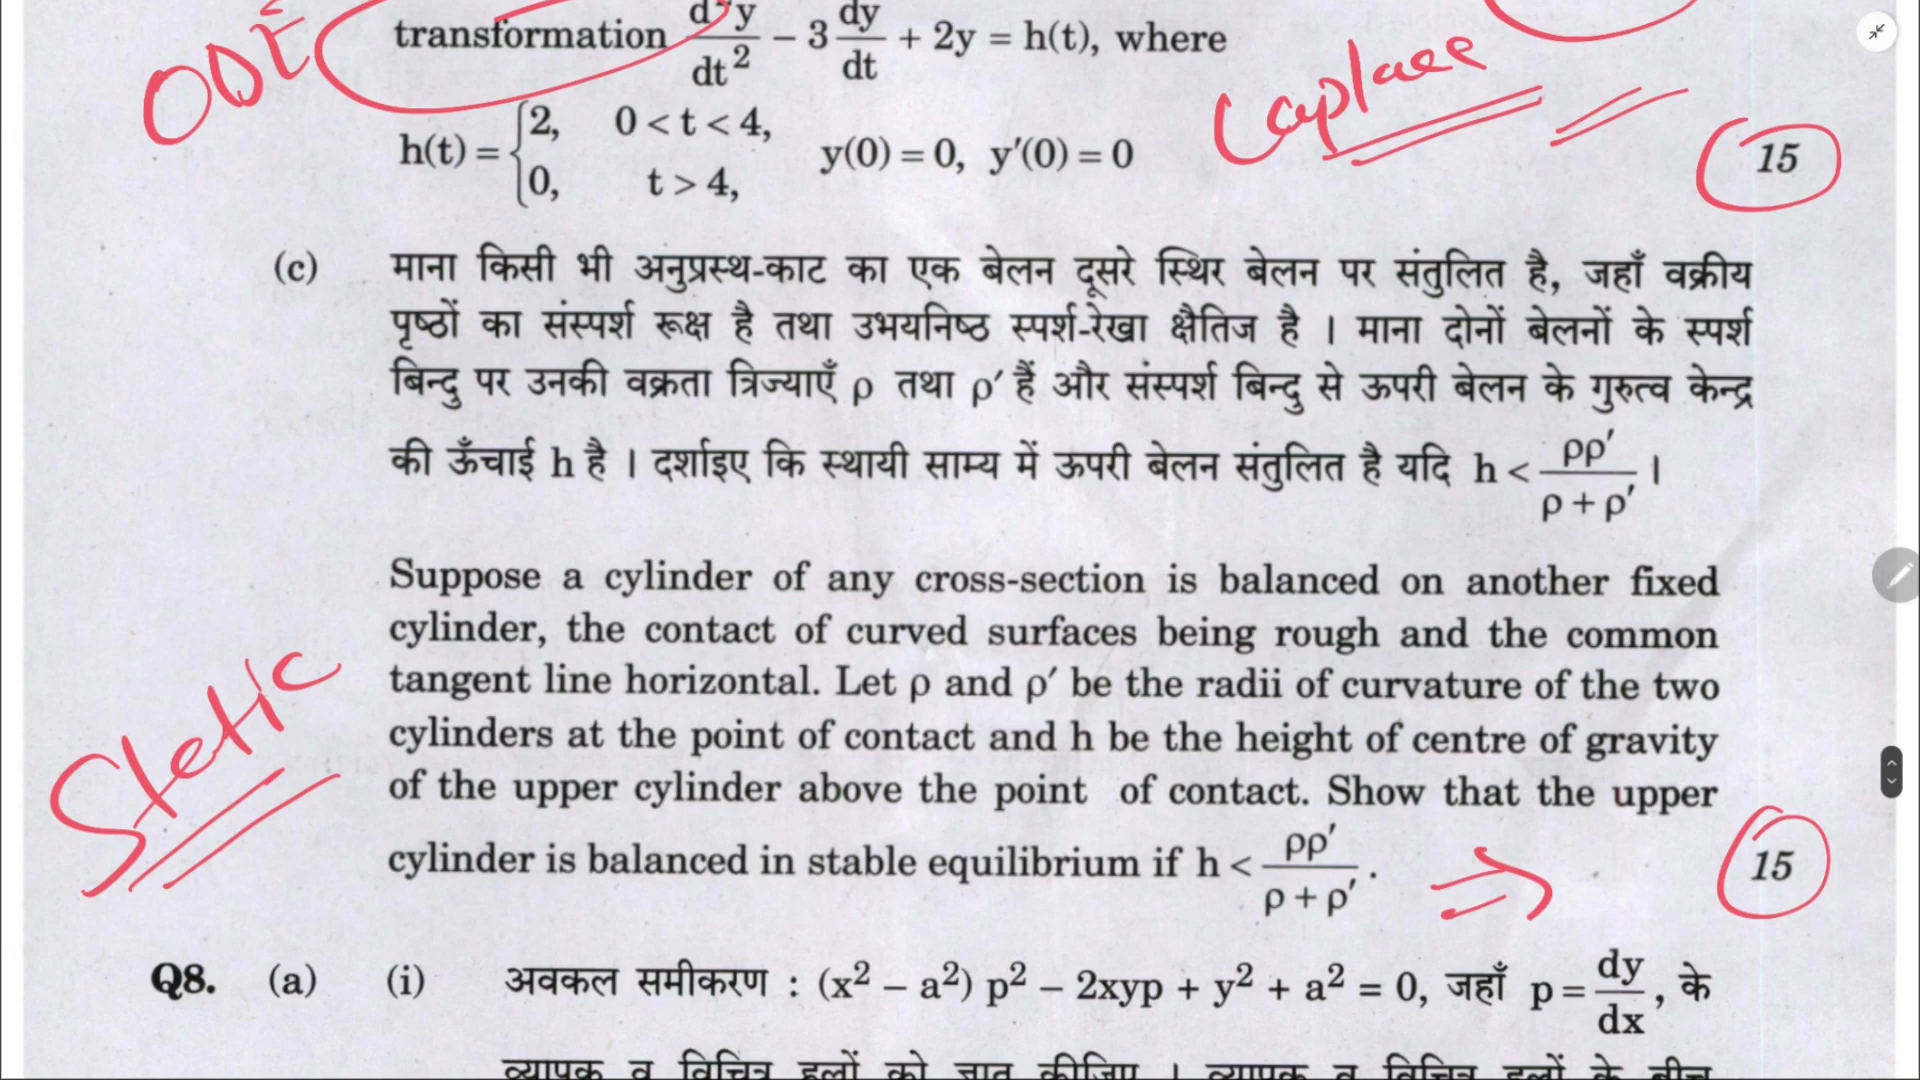 transformation d²y/dt² − 3 dy/dt + 2y = h(t), where
ODE
Laplace
h(t) = { 2, 0 < t < 4,
0, t > 4,
y(0) = 0, y′(0) = 0
15
(c) माना किसी भी अनुप्रस्थ-काट का एक बेलन दूसरे स्थिर बेलन पर संतुलित है, जहाँ वक्रीय
पृष्ठों का संस्पर्श रूक्ष है तथा उभयनिष्ठ स्पर्श-रेखा क्षैतिज है । माना दोनों बेलनों के स्पर्श
बिन्दु पर उनकी वक्रता त्रिज्याएँ ρ तथा ρ′ हैं और संस्पर्श बिन्दु से ऊपरी बेलन के गुरुत्व केन्द्र
की ऊँचाई h है । दर्शाइए कि स्थायी साम्य में ऊपरी बेलन संतुलित है यदि h < ρρ′/(ρ + ρ′) ।
Suppose a cylinder of any cross-section is balanced on another fixed
cylinder, the contact of curved surfaces being rough and the common
tangent line horizontal. Let ρ and ρ′ be the radii of curvature of the two
cylinders at the point of contact and h be the height of centre of gravity
of the upper cylinder above the point of contact. Show that the upper
cylinder is balanced in stable equilibrium if h < ρρ′/(ρ + ρ′).
15
Q8. (a) (i) अवकल समीकरण : (x² − a²) p² − 2xyp + y² + a² = 0, जहाँ p = dy/dx, के
व्यापक व विचित्र हलों को ज्ञात कीजिए । व्यापक व विचित्र हलों के बीच